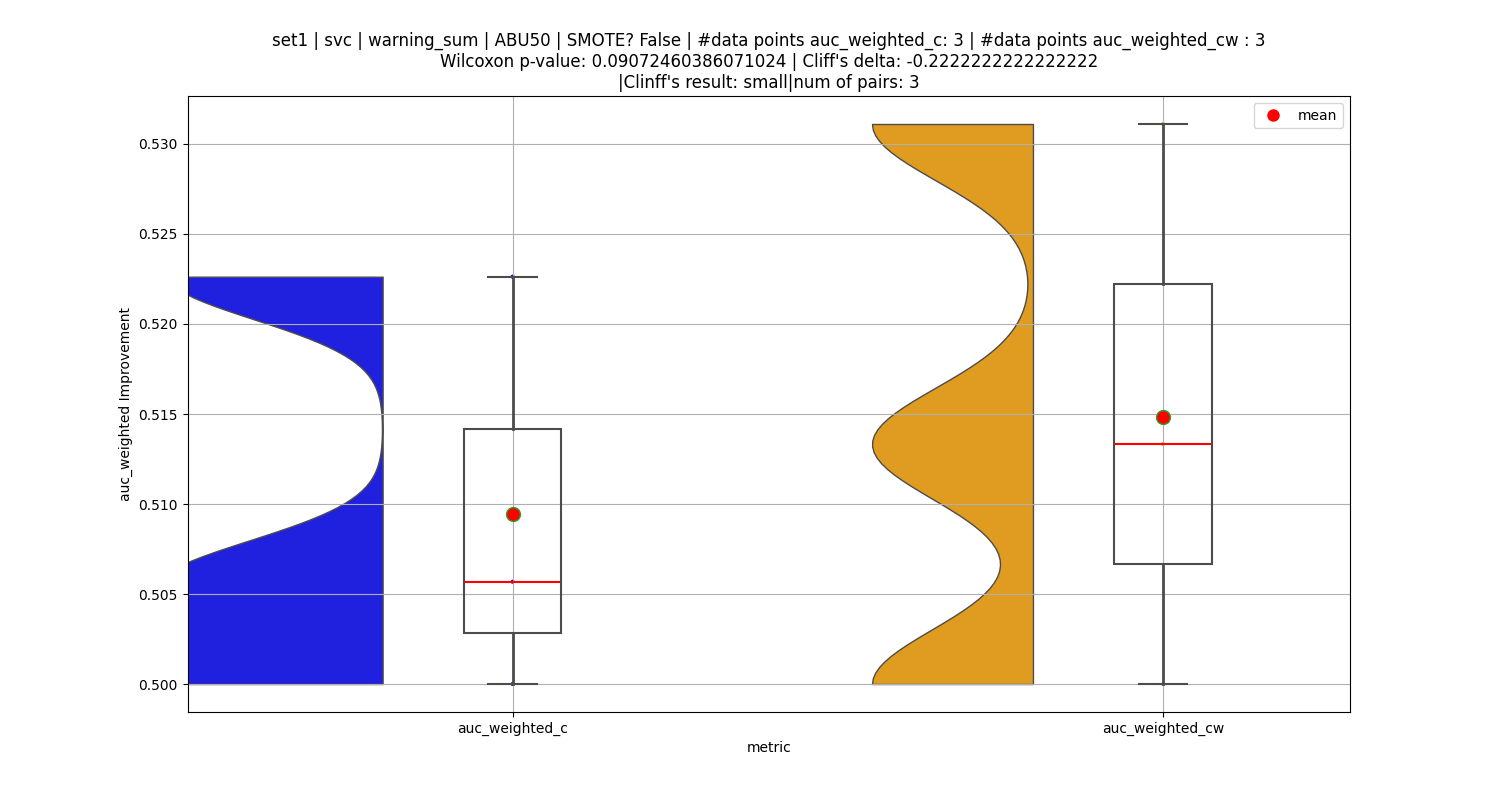 set1 | svc | warning_sum | ABU50 | SMOTE? False | #data points auc_weighted_c: 3 | #data points auc_weighted_cw : 3
Wilcoxon p-value: 0.09072460386071024 | Cliff's delta: -0.2222222222222222
|Clinff's result: small|num of pairs: 3
mean
0.530
0.525
0.520
0.515
0.510
0.505
0.500
auc_weighted Improvement
auc_weighted_c
auc_weighted_cw
metric